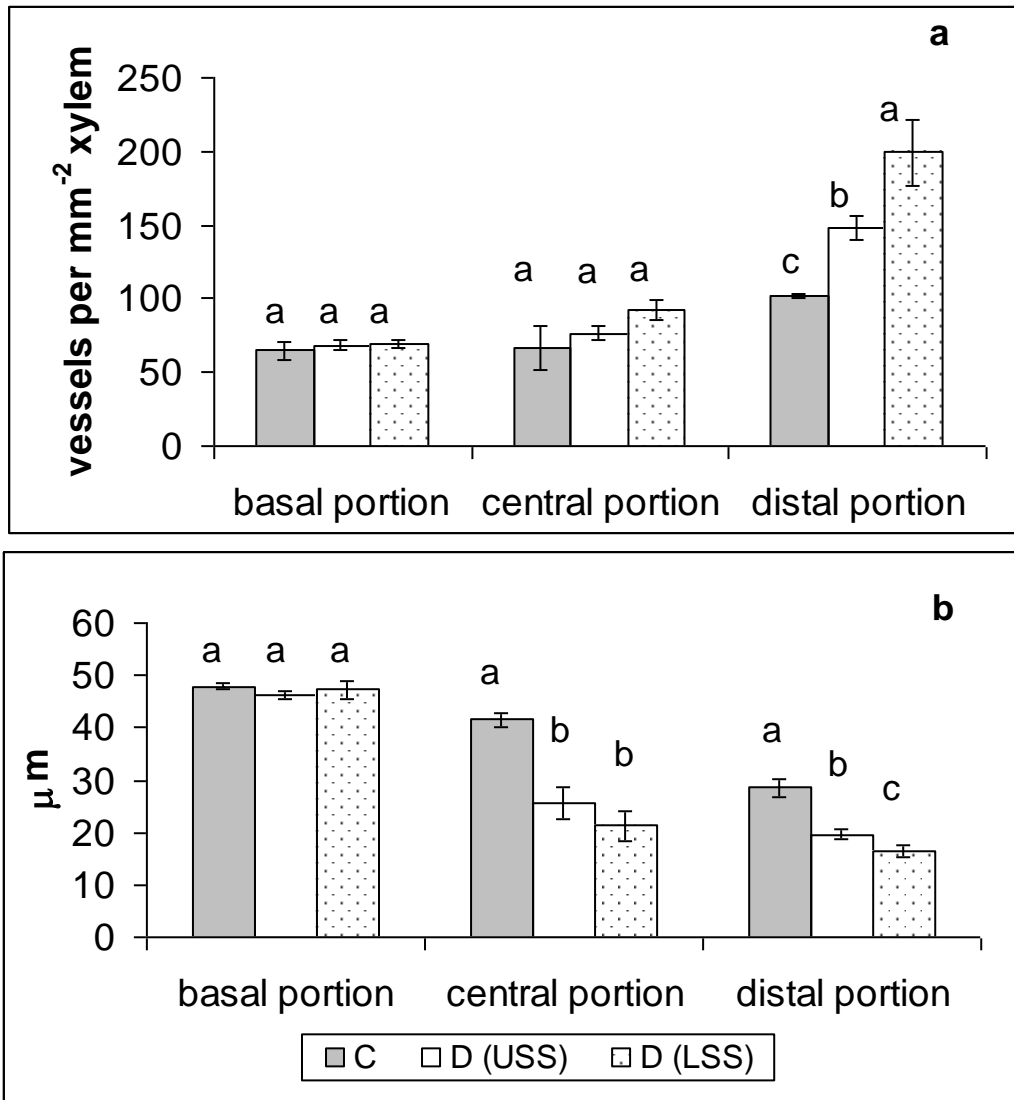 a
vessels per mm⁻² xylem
250
200
150
100
50
0
a a a
a a a
c b a
basal portion central portion distal portion
b
μm
60
50
40
30
20
10
0
a a a
a b b
a b c
basal portion central portion distal portion
C D (USS) D (LSS)